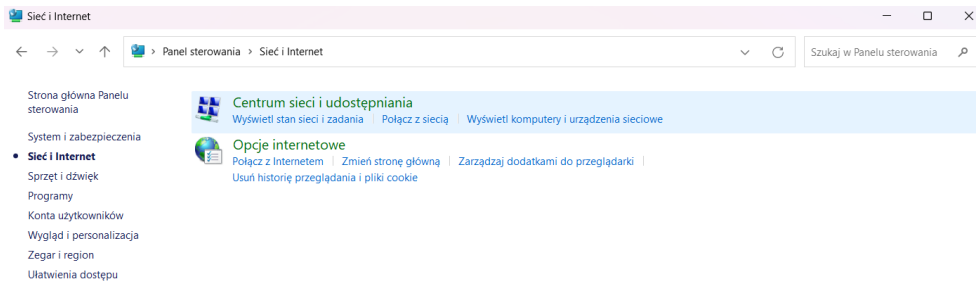 Sieć i Internet
Panel sterowania > Sieć i Internet
Szukaj w Panelu sterowania
Strona główna Panelu
sterowania
System i zabezpieczenia
Sieć i Internet
Sprzęt i dźwięk
Programy
Konta użytkowników
Wygląd i personalizacja
Zegar i region
Ułatwienia dostępu
Centrum sieci i udostępniania
Wyświetl stan sieci i zadania | Połącz z siecią | Wyświetl komputery i urządzenia sieciowe
Opcje internetowe
Połącz z Internetem | Zmień stronę główną | Zarządzaj dodatkami do przeglądarki |
Usuń historię przeglądania i pliki cookie